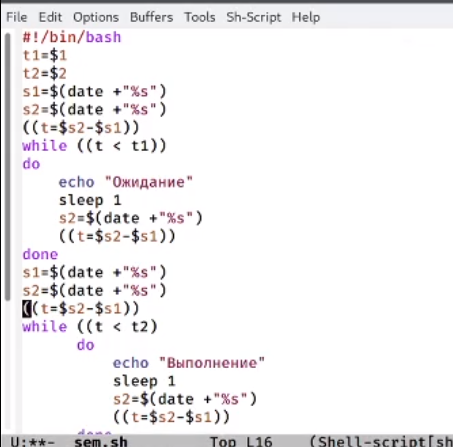 File Edit Options Buffers Tools Sh-Script Help
#!/bin/bash
t1=$1
t2=$2
s1=$(date +"%s")
s2=$(date +"%s")
((t=$s2-$s1))
while ((t < t1))
do
    echo "Ожидание"
    sleep 1
    s2=$(date +"%s")
    ((t=$s2-$s1))
done
s1=$(date +"%s")
s2=$(date +"%s")
((t=$s2-$s1))
while ((t < t2)
      do
          echo "Выполнение"
          sleep 1
          s2=$(date +"%s")
          ((t=$s2-$s1))
      done
U:**- sem.sh Top L16 (Shell-script[sh